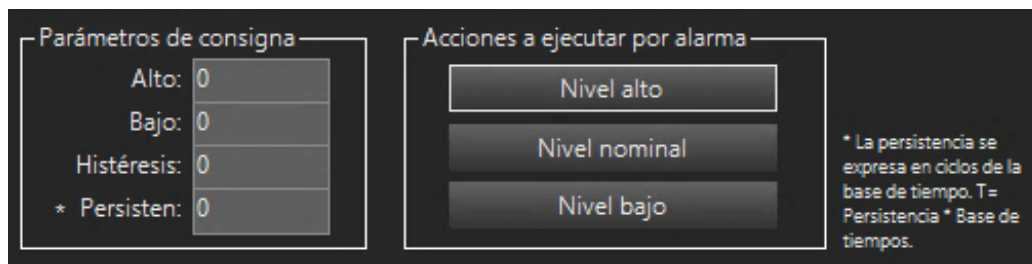 Parámetros de consigna
Alto: 0
Bajo: 0
Histéresis: 0
* Persisten: 0
Acciones a ejecutar por alarma
Nivel alto
Nivel nominal
Nivel bajo
* La persistencia se
expresa en ciclos de la
base de tiempo. T=
Persistencia * Base de
tiempos.